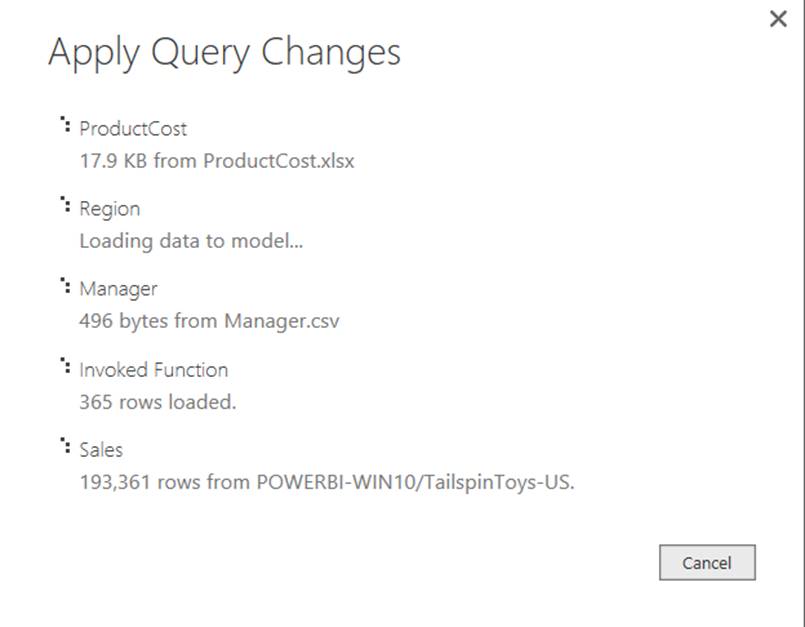 Apply Query Changes
ProductCost
17.9 KB from ProductCost.xlsx
Region
Loading data to model...
Manager
496 bytes from Manager.csv
Invoked Function
365 rows loaded.
Sales
193,361 rows from POWERBI-WIN10/TailspinToys-US.
Cancel